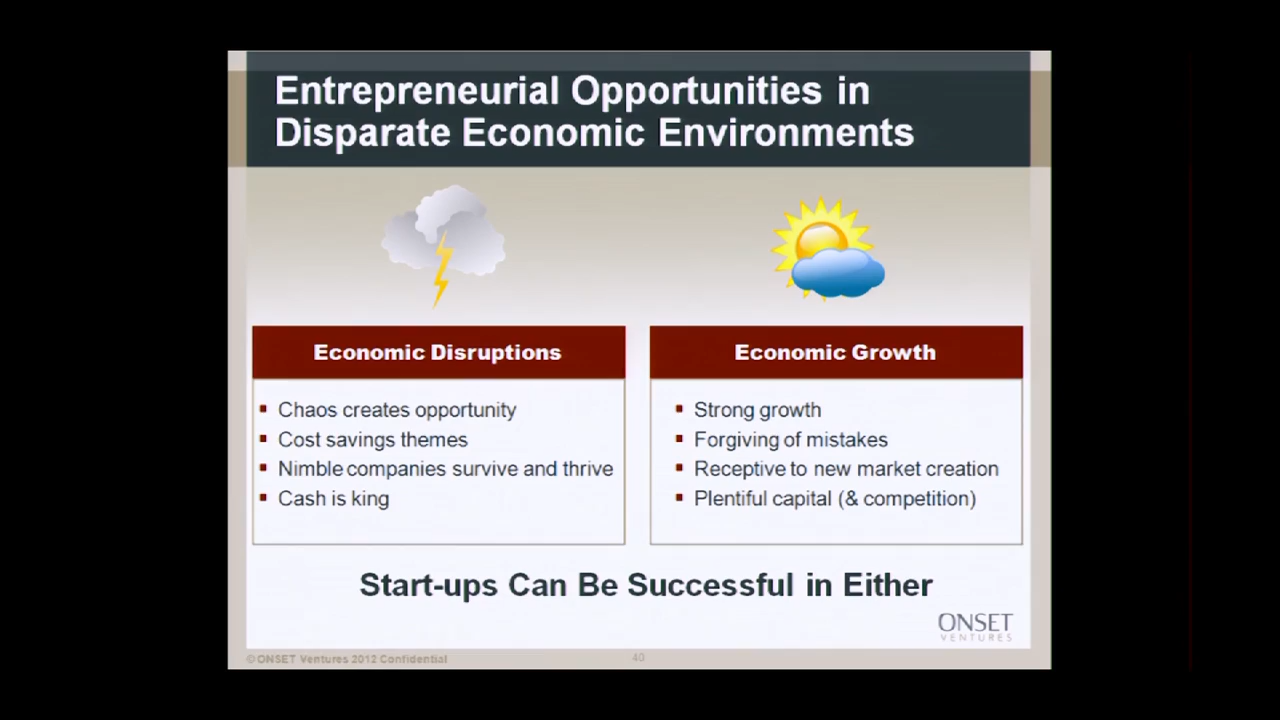 Entrepreneurial Opportunities in
Disparate Economic Environments
Economic Disruptions
Chaos creates opportunity
Cost savings themes
Nimble companies survive and thrive
Cash is king
Economic Growth
Strong growth
Forgiving of mistakes
Receptive to new market creation
Plentiful capital (& competition)
Start-ups Can Be Successful in Either
ONSET
VENTURES
© ONSET Ventures 2012 Confidential
40